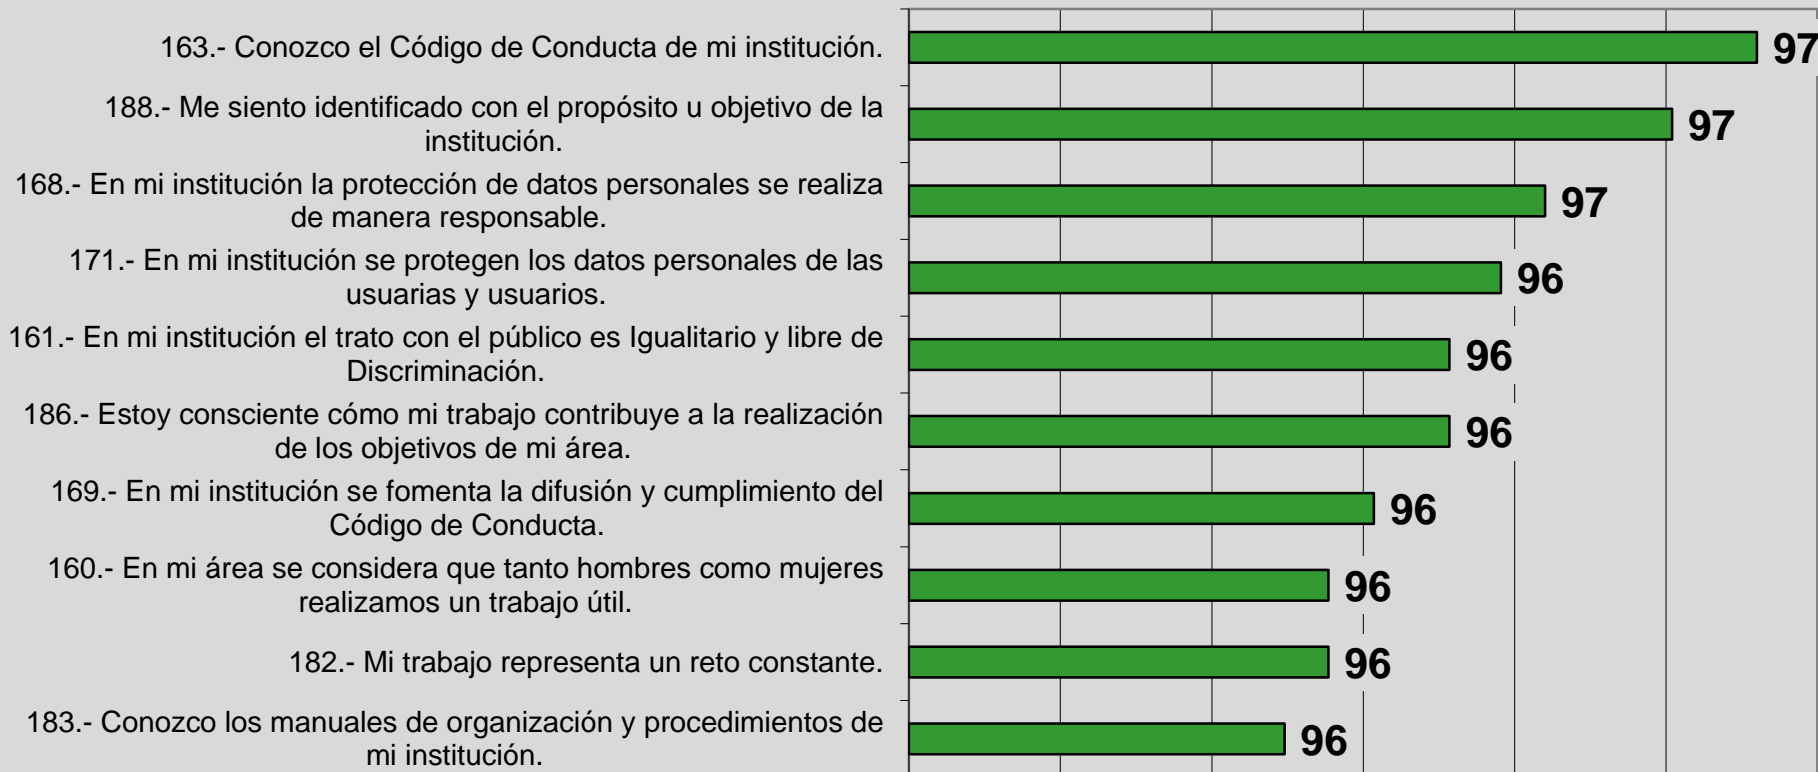 163.- Conozco el Código de Conducta de mi institución.
97
188.- Me siento identificado con el propósito u objetivo de la
institución.
97
168.- En mi institución la protección de datos personales se realiza
de manera responsable.
97
171.- En mi institución se protegen los datos personales de las
usuarias y usuarios.
96
161.- En mi institución el trato con el público es Igualitario y libre de
Discriminación.
96
186.- Estoy consciente cómo mi trabajo contribuye a la realización
de los objetivos de mi área.
96
169.- En mi institución se fomenta la difusión y cumplimiento del
Código de Conducta.
96
160.- En mi área se considera que tanto hombres como mujeres
realizamos un trabajo útil.
96
182.- Mi trabajo representa un reto constante.
96
183.- Conozco los manuales de organización y procedimientos de
mi institución.
96